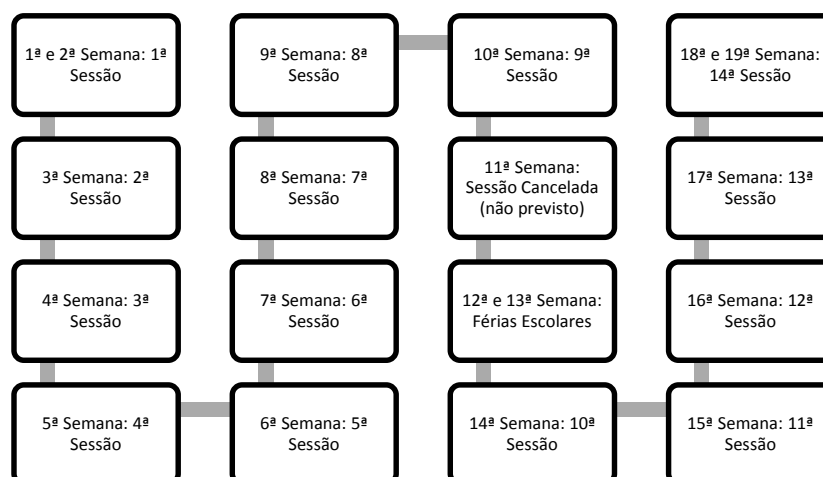 1ª e 2ª Semana: 1ª
Sessão
3ª Semana: 2ª
Sessão
4ª Semana: 3ª
Sessão
5ª Semana: 4ª
Sessão
6ª Semana: 5ª
Sessão
7ª Semana: 6ª
Sessão
8ª Semana: 7ª
Sessão
9ª Semana: 8ª
Sessão
10ª Semana: 9ª
Sessão
11ª Semana:
Sessão Cancelada
(não previsto)
12ª e 13ª Semana:
Férias Escolares
14ª Semana: 10ª
Sessão
15ª Semana: 11ª
Sessão
16ª Semana: 12ª
Sessão
17ª Semana: 13ª
Sessão
18ª e 19ª Semana:
14ª Sessão